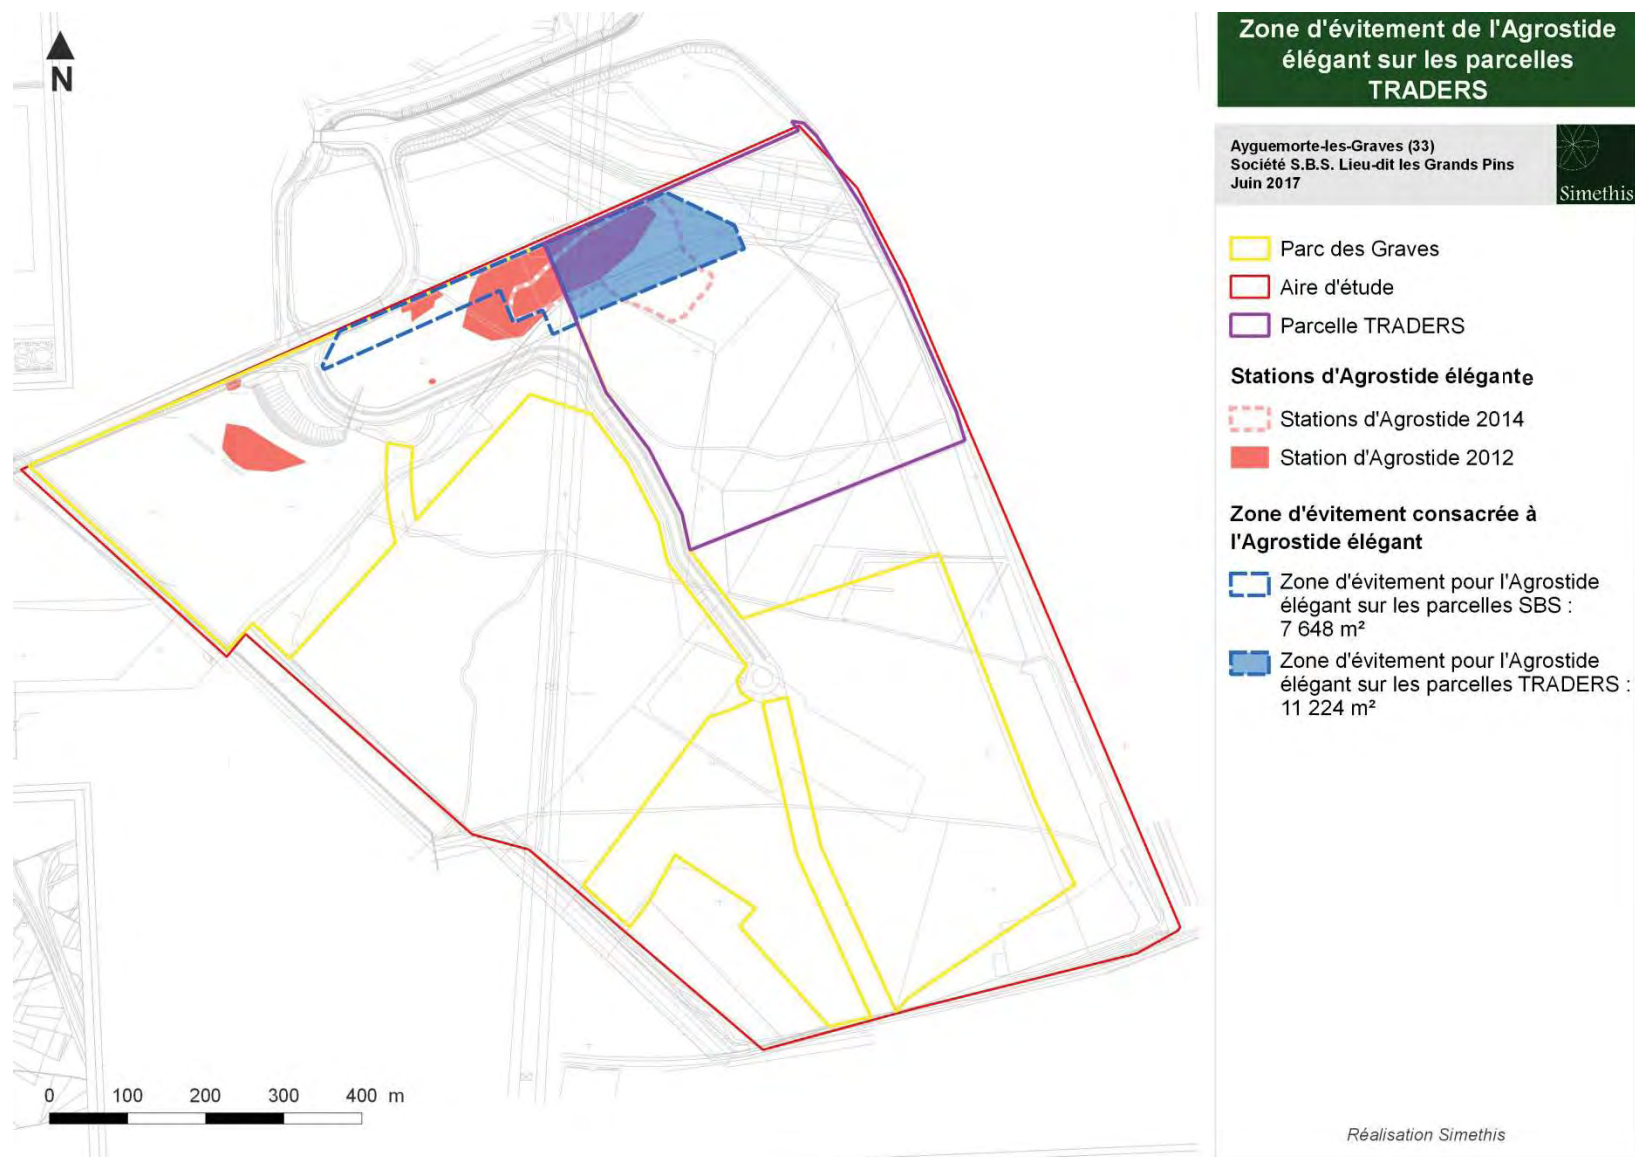 N
Zone d'évitement de l'Agrostide
élégant sur les parcelles
TRADERS
Ayguemorte-les-Graves (33)
Société S.B.S. Lieu-dit les Grands Pins
Juin 2017
Simethis
Parc des Graves
Aire d'étude
Parcelle TRADERS
Stations d'Agrostide élégante
Stations d'Agrostide 2014
Station d'Agrostide 2012
Zone d'évitement consacrée à
l'Agrostide élégant
Zone d'évitement pour l'Agrostide
élégant sur les parcelles SBS :
7 648 m²
Zone d'évitement pour l'Agrostide
élégant sur les parcelles TRADERS :
11 224 m²
0 100 200 300 400 m
Réalisation Simethis